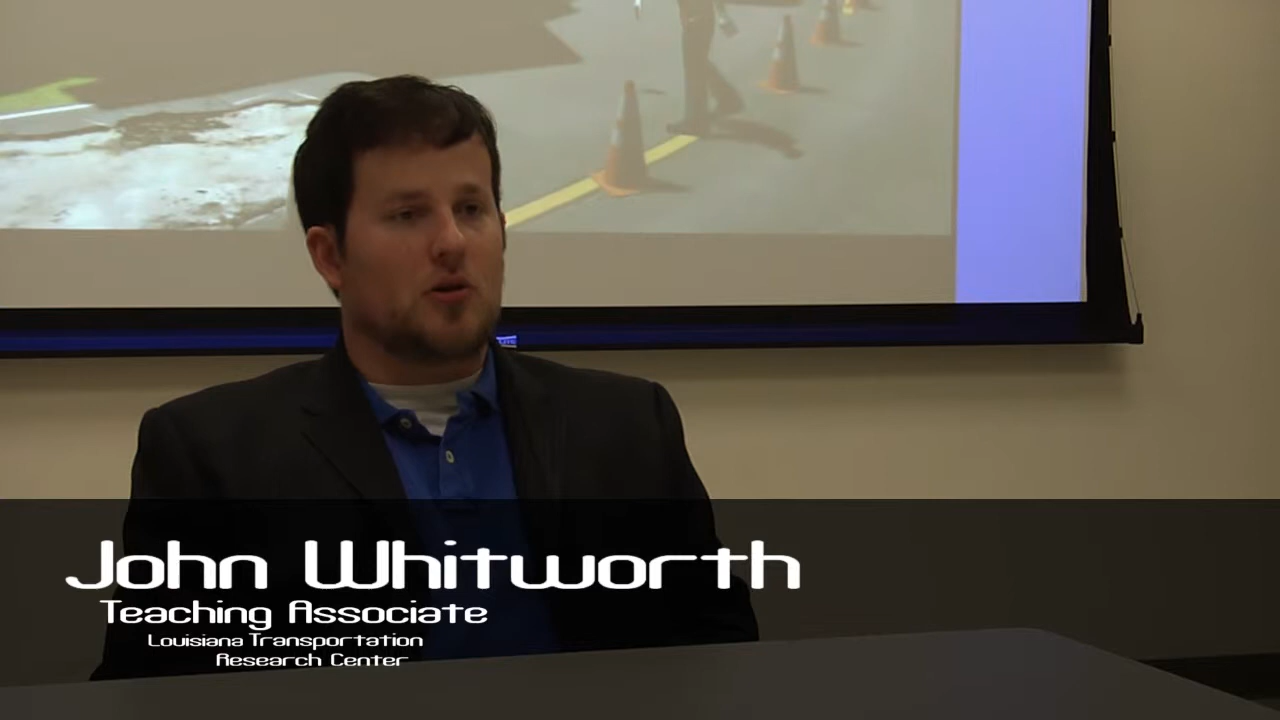 John Whitworth
Teaching Associate
Louisiana Transportation
Research Center